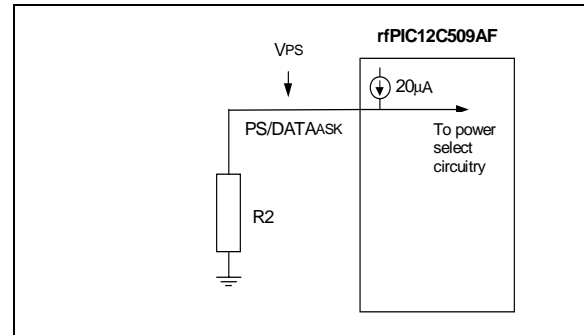 rfPIC12C509AF
VPS
20µA
PS/DATAASK
To power
select
circuitry
R2